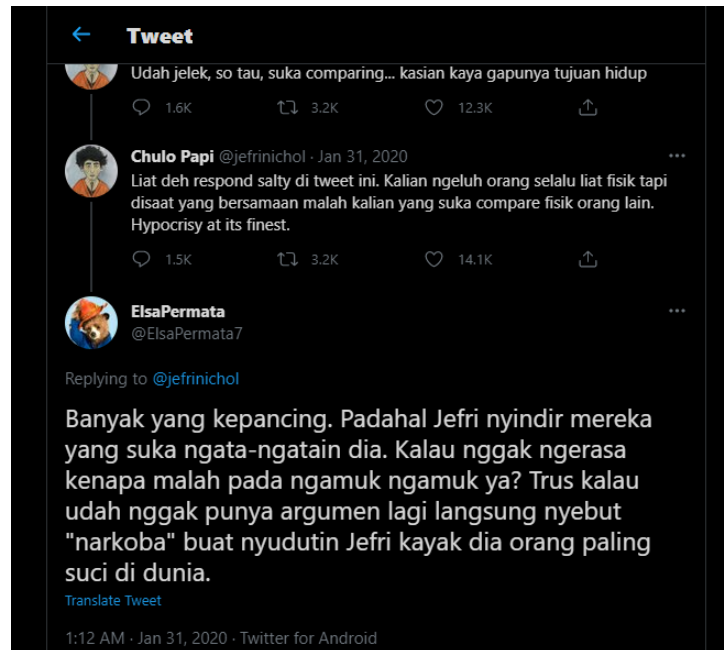 Tweet
Udah jelek, so tau, suka comparing... kasian kaya gapunya tujuan hidup
1.6K 3.2K 12.3K
Chulo Papi @jefrinichol · Jan 31, 2020
Liat deh respond salty di tweet ini. Kalian ngeluh orang selalu liat fisik tapi
disaat yang bersamaan malah kalian yang suka compare fisik orang lain.
Hypocrisy at its finest.
1.5K 3.2K 14.1K
ElsaPermata
@ElsaPermata7
Replying to @jefrinichol
Banyak yang kepancing. Padahal Jefri nyindir mereka
yang suka ngata-ngatain dia. Kalau nggak ngerasa
kenapa malah pada ngamuk ngamuk ya? Trus kalau
udah nggak punya argumen lagi langsung nyebut
"narkoba" buat nyudutin Jefri kayak dia orang paling
suci di dunia.
Translate Tweet
1:12 AM · Jan 31, 2020 · Twitter for Android